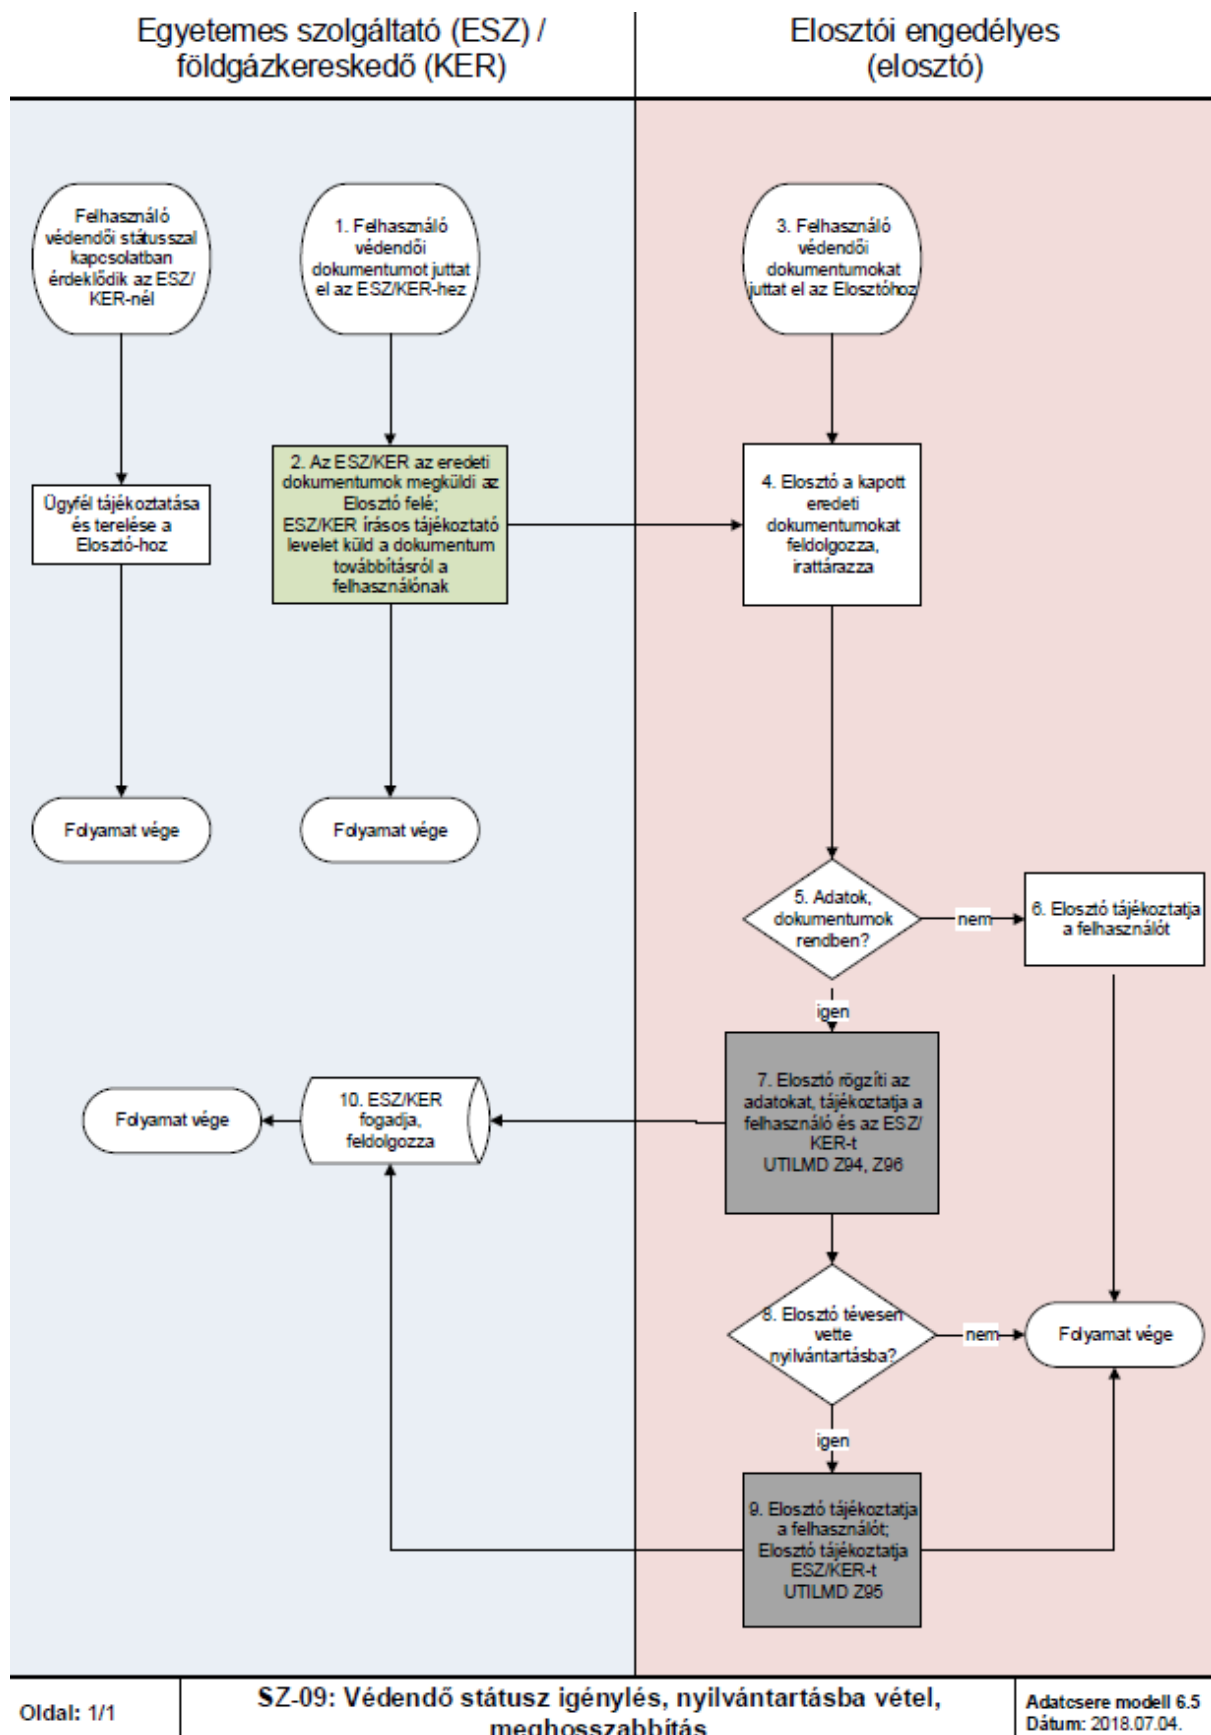 Egyetemes szolgáltató (ESZ) /
földgázkereskedő (KER)
Elosztói engedélyes
(elosztó)
Felhasználó
védendői státusszal
kapcsolatban
érdeklődik az ESZ/
KER-nél
1. Felhasználó
védendői
dokumentumot juttat
el az ESZ/KER-hez
3. Felhasználó
védendői
dokumentumokat
juttat el az Elosztóhoz
Ügyfél tájékoztatása
és terelése a
Elosztó-hoz
2. Az ESZ/KER az eredeti
dokumentumok megküldi az
Elosztó felé;
ESZ/KER írásos tájékoztató
levelet küld a dokumentum
továbbításról a
felhasználónak
4. Elosztó a kapott
eredeti
dokumentumokat
feldolgozza,
irattárazza
Folyamat vége
Folyamat vége
5. Adatok,
dokumentumok
rendben?
nem
6. Elosztó tájékoztatja
a felhasználót
igen
7. Elosztó rögzíti az
adatokat, tájékoztatja a
felhasználó és az ESZ/
KER-t
UTILMD Z94, Z96
10. ESZ/KER
fogadja,
feldolgozza
Folyamat vége
8. Elosztó tévesen
vette
nyilvántartásba?
nem
Folyamat vége
igen
9. Elosztó tájékoztatja
a felhasználót;
Elosztó tájékoztatja
ESZ/KER-t
UTILMD Z95
Oldal: 1/1
SZ-09: Védendő státusz igénylés, nyilvántartásba vétel,
meghosszabbítás
Adatcsere modell 6.5
Dátum: 2018.07.04.